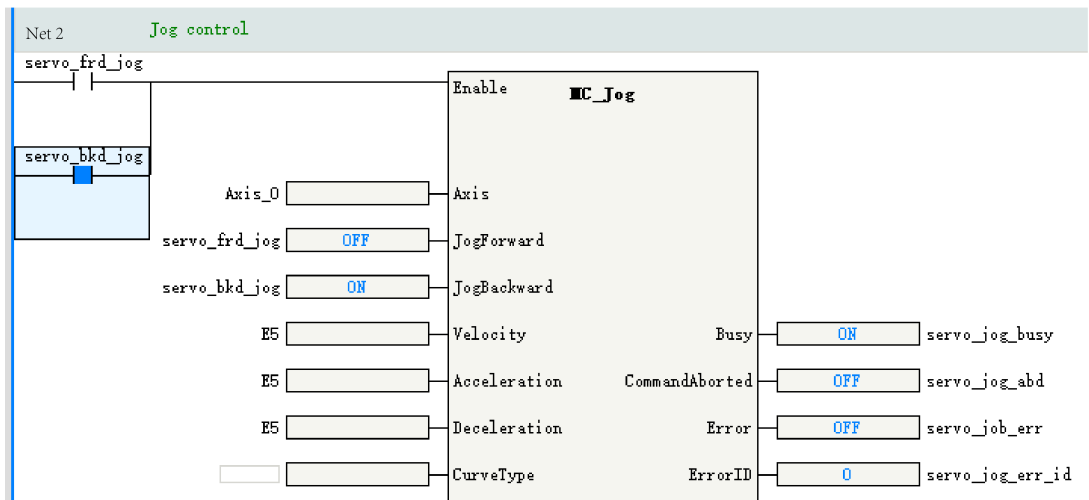 Net 2 Jog control
servo_frd_jog
Enable MC_Jog
servo_bkd_jog
Axis_0 Axis
servo_frd_jog OFF JogForward
servo_bkd_jog ON JogBackward
E5 Velocity Busy ON servo_jog_busy
E5 Acceleration CommandAborted OFF servo_jog_abd
E5 Deceleration Error OFF servo_job_err
CurveType ErrorID 0 servo_jog_err_id